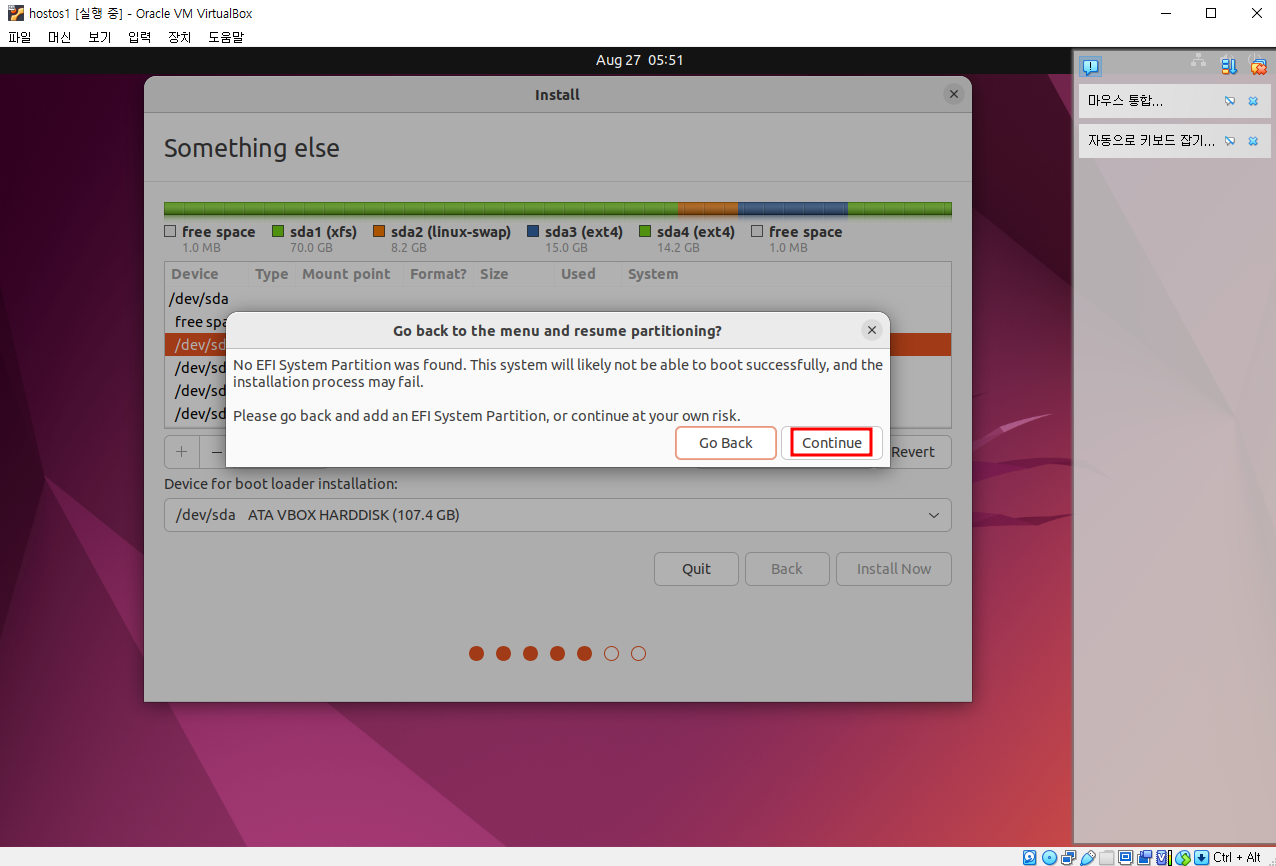 hostos1 [실행 중] - Oracle VM VirtualBox
파일 머신 보기 입력 장치 도움말
Aug 27 05:51
마우스 통합...
자동으로 키보드 잡기...
Install
Something else
free space sda1 (xfs) sda2 (linux-swap) sda3 (ext4) sda4 (ext4) free space
1.0 MB 70.0 GB 8.2 GB 15.0 GB 14.2 GB 1.0 MB
Device Type Mount point Format? Size Used System
/dev/sda
free spa
/dev/sd
/dev/sd
/dev/sd
/dev/sd
Go back to the menu and resume partitioning?
No EFI System Partition was found. This system will likely not be able to boot successfully, and the
installation process may fail.
Please go back and add an EFI System Partition, or continue at your own risk.
Go Back Continue
+ − Revert
Device for boot loader installation:
/dev/sda ATA VBOX HARDDISK (107.4 GB)
Quit Back Install Now
Ctrl + Alt